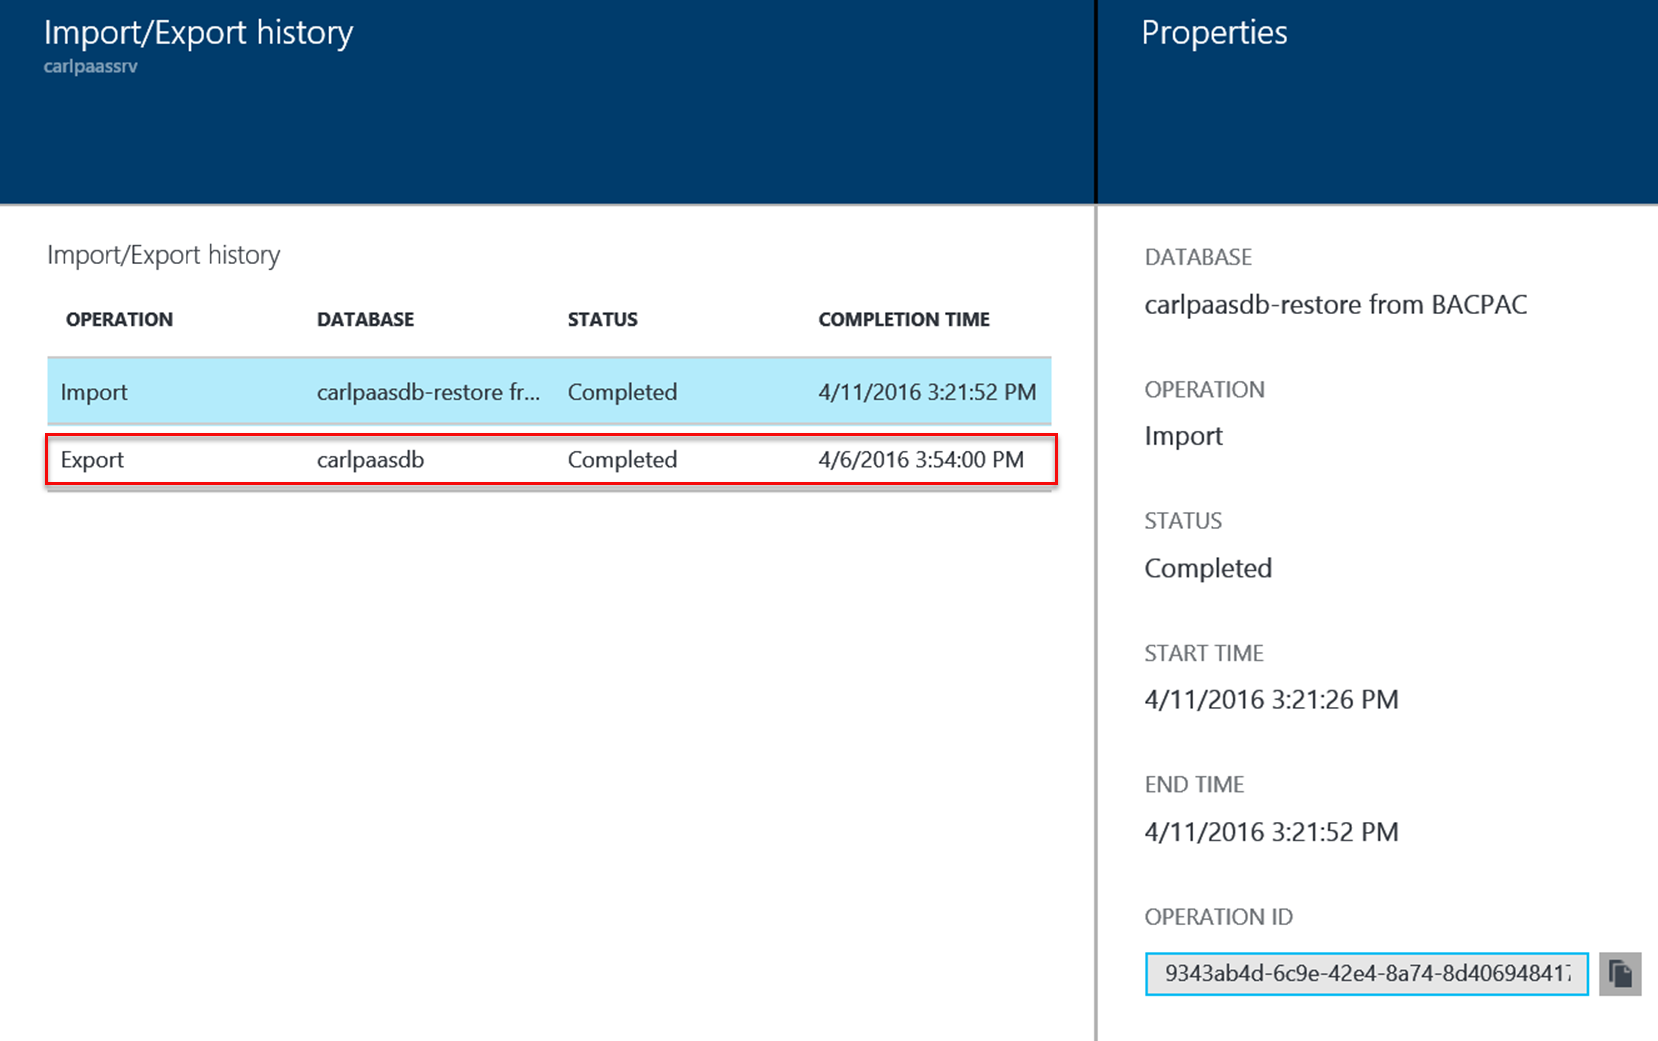 Import/Export history
carlpaassrv
Import/Export history
OPERATION DATABASE STATUS COMPLETION TIME
Import carlpaasdb-restore fr... Completed 4/11/2016 3:21:52 PM
Export carlpaasdb Completed 4/6/2016 3:54:00 PM
Properties
DATABASE
carlpaasdb-restore from BACPAC
OPERATION
Import
STATUS
Completed
START TIME
4/11/2016 3:21:26 PM
END TIME
4/11/2016 3:21:52 PM
OPERATION ID
9343ab4d-6c9e-42e4-8a74-8d406948417